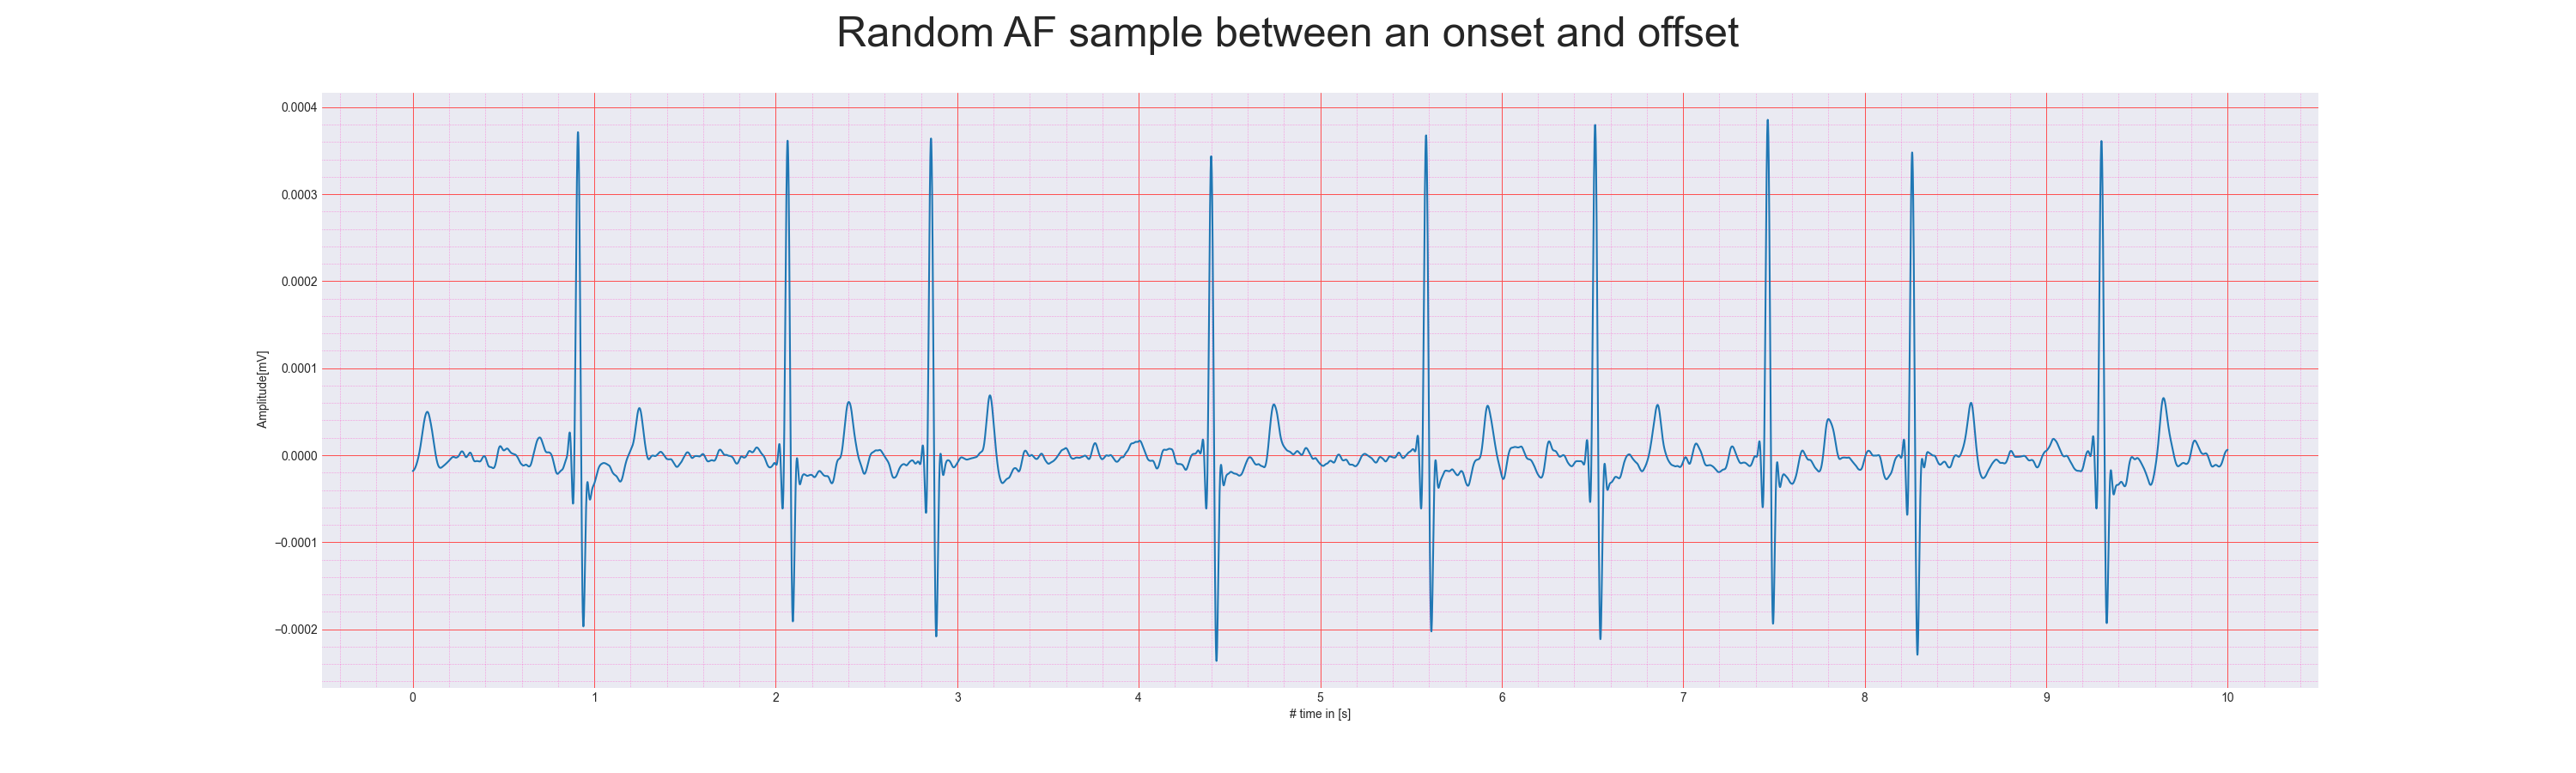 Random AF sample between an onset and offset
0.0004
0.0003
0.0002
0.0001
0.0000
−0.0001
−0.0002
Amplitude[mV]
0 1 2 3 4 5 6 7 8 9 10
# time in [s]